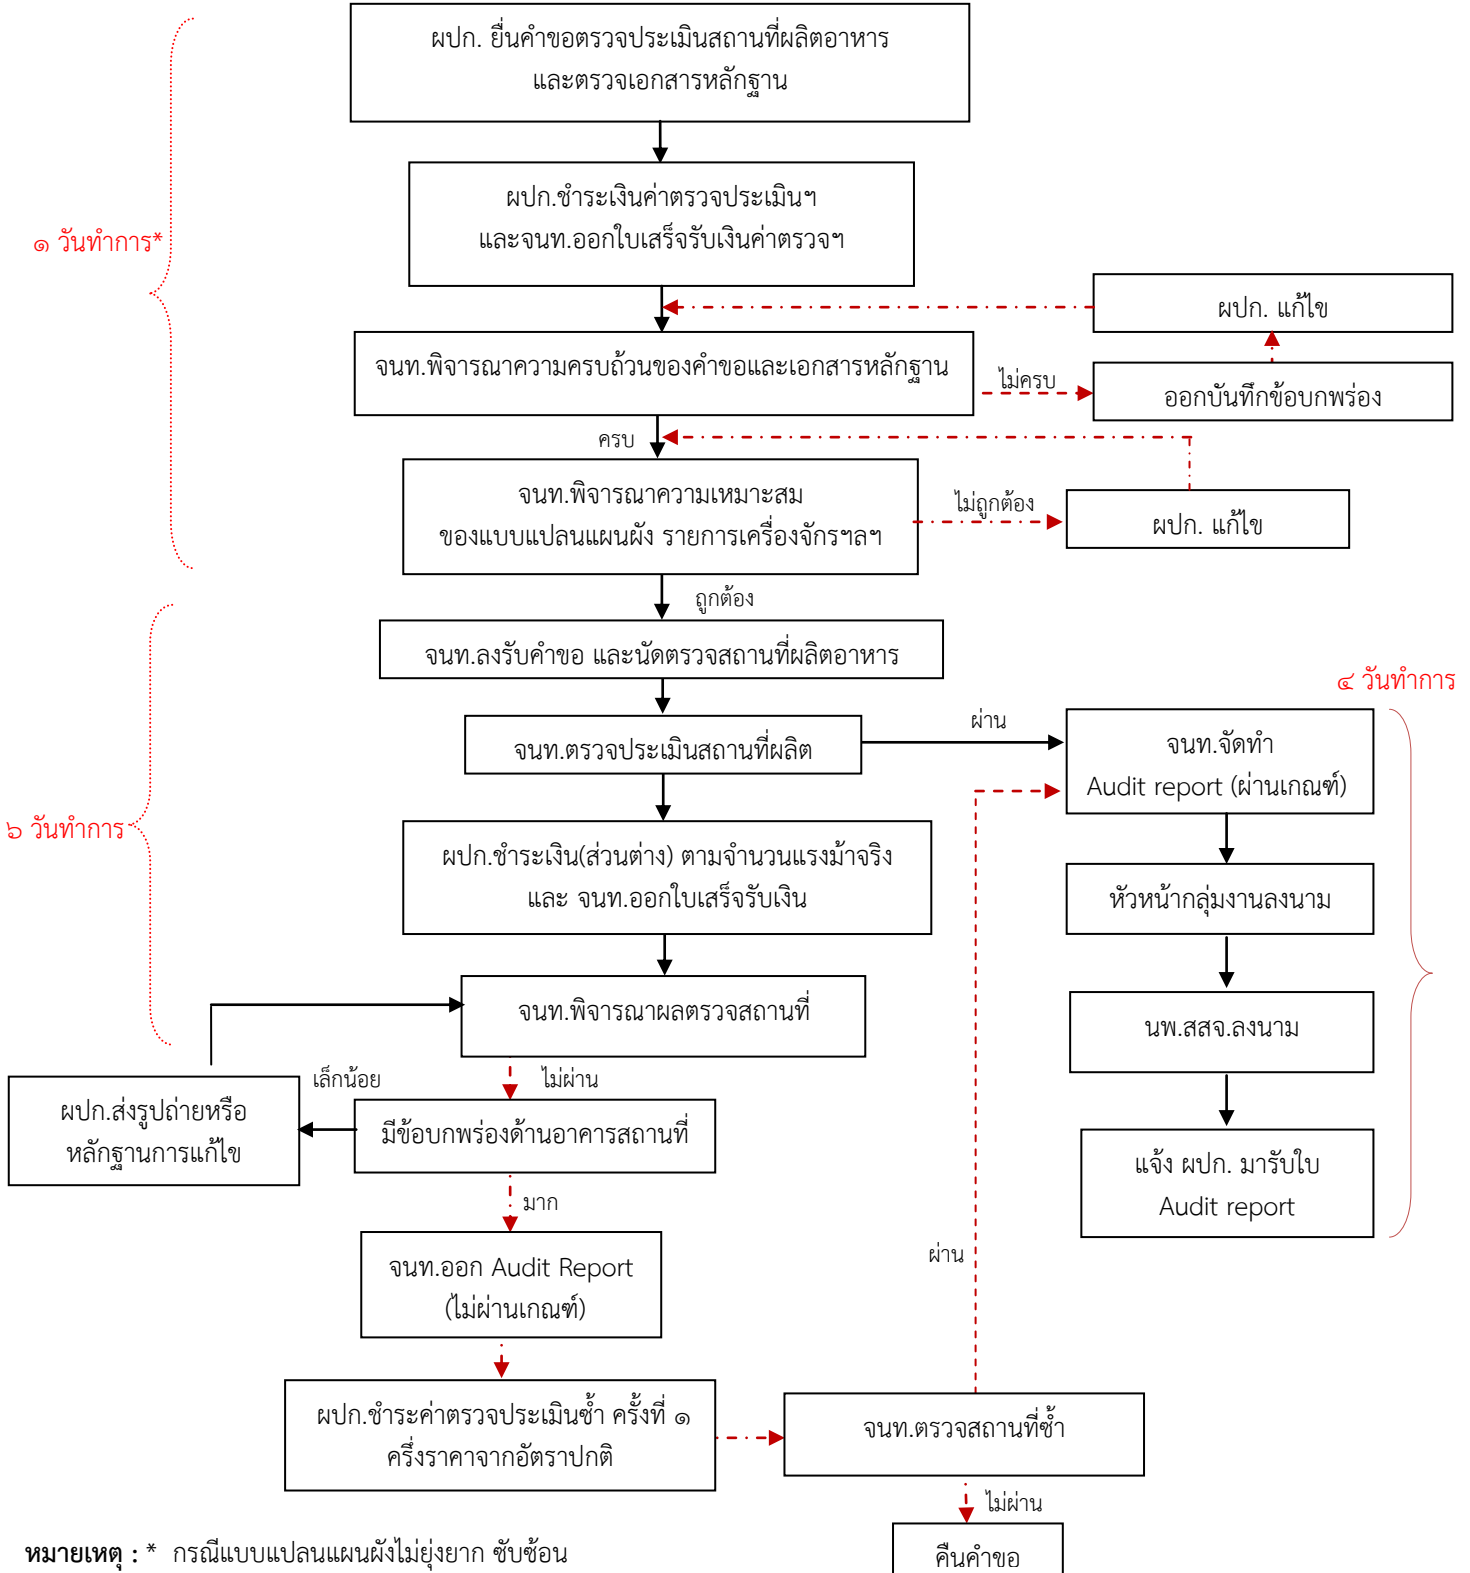 ผปก. ยื่นคำขอตรวจประเมินสถานที่ผลิตอาหาร
และตรวจเอกสารหลักฐาน
ผปก.ชำระเงินค่าตรวจประเมินฯ
และจนท.ออกใบเสร็จรับเงินค่าตรวจฯ
๑ วันทำการ*
ผปก. แก้ไข
จนท.พิจารณาความครบถ้วนของคำขอและเอกสารหลักฐาน
ไม่ครบ
ออกบันทึกข้อบกพร่อง
ครบ
จนท.พิจารณาความเหมาะสม
ของแบบแปลนแผนผัง รายการเครื่องจักรฯลฯ
ไม่ถูกต้อง
ผปก. แก้ไข
ถูกต้อง
จนท.ลงรับคำขอ และนัดตรวจสถานที่ผลิตอาหาร
๔ วันทำการ
จนท.ตรวจประเมินสถานที่ผลิต
ผ่าน
จนท.จัดทำ
Audit report (ผ่านเกณฑ์)
๖ วันทำการ
ผปก.ชำระเงิน(ส่วนต่าง) ตามจำนวนแรงม้าจริง
และ จนท.ออกใบเสร็จรับเงิน
หัวหน้ากลุ่มงานลงนาม
จนท.พิจารณาผลตรวจสถานที่
นพ.สสจ.ลงนาม
เล็กน้อย
ไม่ผ่าน
ผปก.ส่งรูปถ่ายหรือ
หลักฐานการแก้ไข
มีข้อบกพร่องด้านอาคารสถานที่
แจ้ง ผปก. มารับใบ
Audit report
มาก
จนท.ออก Audit Report
(ไม่ผ่านเกณฑ์)
ผ่าน
ผปก.ชำระค่าตรวจประเมินซ้ำ ครั้งที่ ๑
ครึ่งราคาจากอัตราปกติ
จนท.ตรวจสถานที่ซ้ำ
ไม่ผ่าน
คืนคำขอ
หมายเหตุ : * กรณีแบบแปลนแผนผังไม่ยุ่งยาก ซับซ้อน